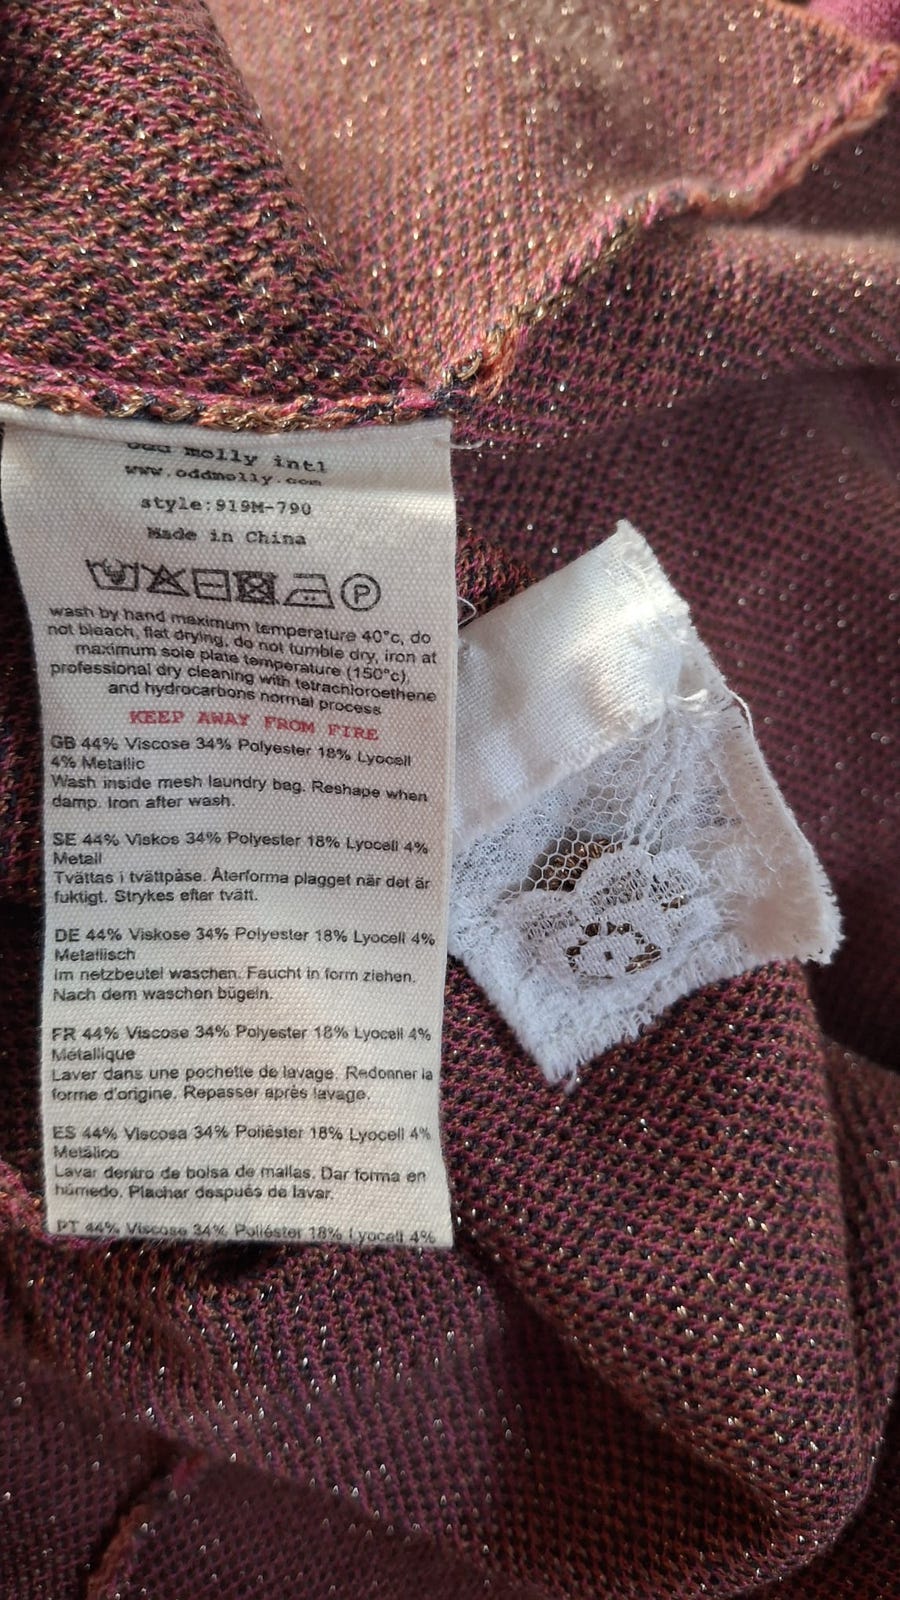 odd molly intl
www.oddmolly.com
style:919M-790
Made in China
P
wash by hand maximum temperature 40°c, do
not bleach, flat drying, do not tumble dry, iron at
maximum sole plate temperature (150°c),
professional dry cleaning with tetrachloroethene
and hydrocarbons normal process
KEEP AWAY FROM FIRE
GB 44% Viscose 34% Polyester 18% Lyocell
4% Metallic
Wash inside mesh laundry bag. Reshape when
damp. Iron after wash.
SE 44% Viskos 34% Polyester 18% Lyocell 4%
Metall
Tvättas i tvättpåse. Återforma plagget när det är
fuktigt. Strykes efter tvätt.
DE 44% Viskose 34% Polyester 18% Lyocell 4%
Metallisch
Im netzbeutel waschen. Faucht in form ziehen.
Nach dem waschen bügeln.
FR 44% Viscose 34% Polyester 18% Lyocell 4%
Métallique
Laver dans une pochette de lavage. Redonner la
forme d'origine. Repasser après lavage.
ES 44% Viscosa 34% Poliéster 18% Lyocell 4%
Metálico
Lavar dentro de bolsa de mallas. Dar forma en
húmedo. Planchar después de lavar.
PT 44% Viscose 34% Poliéster 18% Lyocell 4%